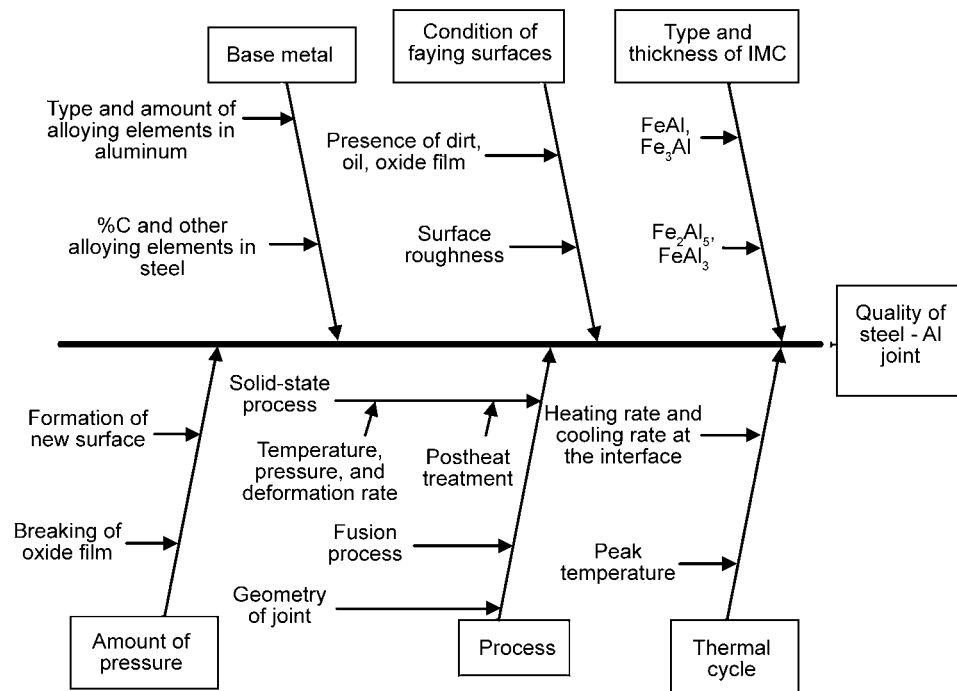 Base metal
Condition of
faying surfaces
Type and
thickness of IMC
Type and amount of
alloying elements in
aluminum
%C and other
alloying elements in
steel
Presence of dirt,
oil, oxide film
Surface
roughness
FeAl,
Fe₃Al
Fe₂Al₅,
FeAl₃
Quality of
steel - Al
joint
Formation of
new surface
Breaking of
oxide film
Solid-state
process
Temperature,
pressure, and
deformation rate
Postheat
treatment
Fusion
process
Geometry
of joint
Heating rate and
cooling rate at
the interface
Peak
temperature
Amount of
pressure
Process
Thermal
cycle